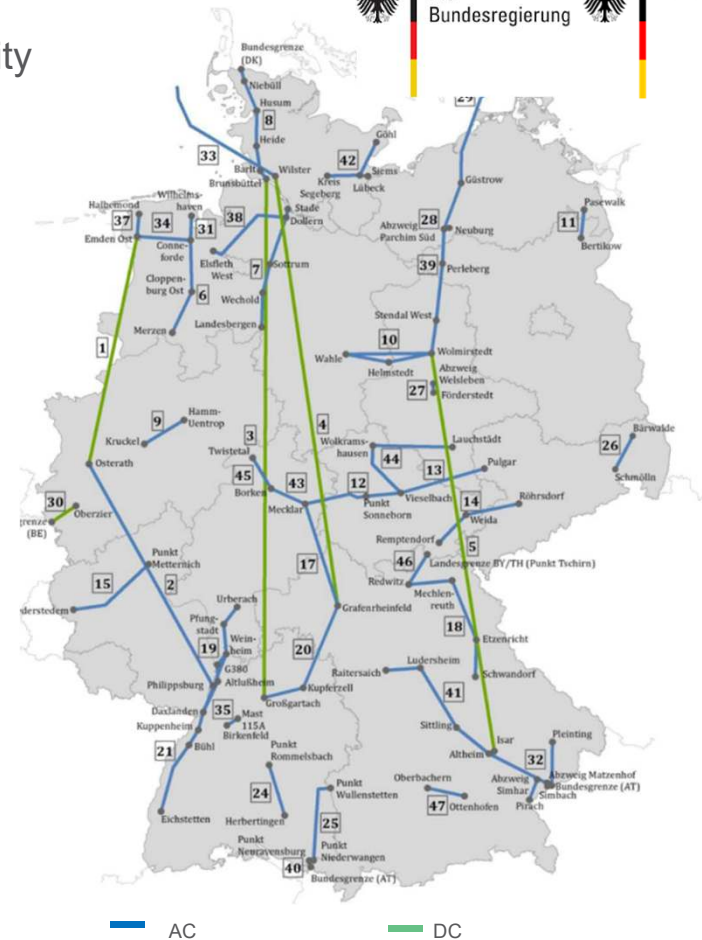 Bundesregierung
ity
Bundesgrenze
(DK)
Niebüll
Husum
8
Heide
Göhl
29
33
Barlt
Wilster
42
Siems
Brunsbüttel
Kreis
Segeberg
Lübeck
Güstrow
Wilhelms-
haven
Halbemond
37
34
31
38
Stade
Dollern
Pasewalk
11
28
Abzweig
Parchim Süd
Neuburg
Emden Ost
Conne-
forde
Elsfleth
West
7
Sottrum
Bertikow
39
Perleberg
Cloppen-
burg Ost
6
Wechold
Landesbergen
Merzen
Stendal West
1
10
Wahle
Wolmirstedt
Helmstedt
Abzweig
Welsleben
27
Förderstedt
9
Hamm-
Uentrop
Kruckel
3
4
Twistetal
Wolkrams-
hausen
Lauchstädt
Bärwalde
26
Osterath
45
43
44
13
Pulgar
Schmölln
12
Borken
Mecklar
Vieselbach
Punkt
Sonneborn
14
Röhrsdorf
30
Oberzier
grenze
(BE)
Weida
Remptendorf
5
46
Landesgrenze BY/TH (Punkt Tschirn)
Punkt
Metternich
17
Redwitz
Mechlen-
reuth
15
2
derstedem
Urberach
Grafenrheinfeld
Pfung-
stadt
18
Etzenricht
19
Wein-
heim
20
G380
Altlußheim
Raitersaich
Ludersheim
Schwandorf
Philippsburg
Kupferzell
41
Großgartach
Daxlanden
35
Mast
115A
Kuppenheim
Birkenfeld
Sittling
Pleinting
21
Bühl
Punkt
Rommelsbach
Isar
Altheim
32
Oberbachern
Abzweig
Simhar
Abzweig Matzenhof
Bundesgrenze (AT)
Simbach
Pirach
24
Punkt
Wullenstetten
47
Ottenhofen
Eichstetten
Herbertingen
25
Punkt
Neuravensburg
Punkt
Niederwangen
40
Bundesgrenze (AT)
AC
DC